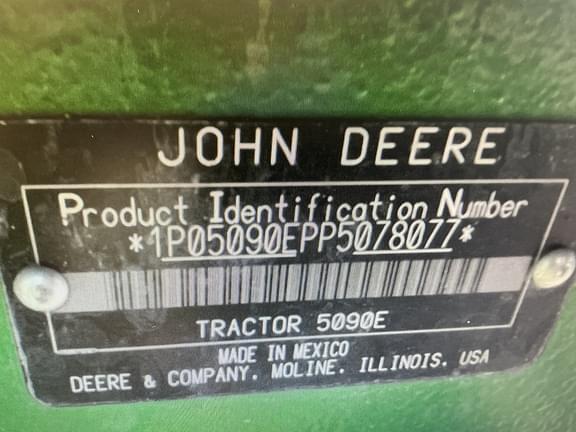 JOHN DEERE
Product Identification Number
*1P05090EPP5078077*
TRACTOR 5090E
MADE IN MEXICO
DEERE & COMPANY. MOLINE. ILLINOIS. USA